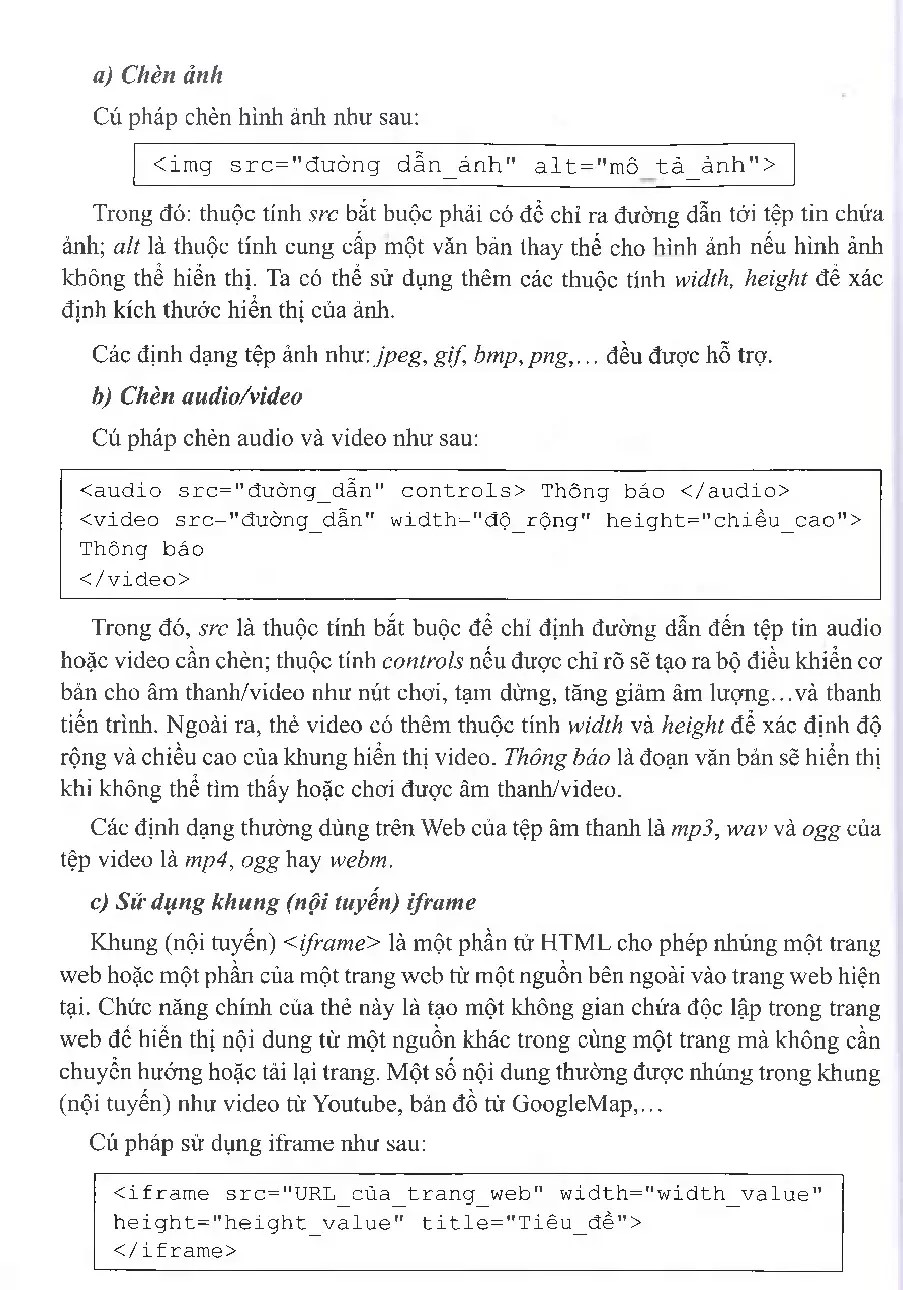 a) Chèn ảnh
Cú pháp chèn hình ảnh như sau:
<img src="đường dẫn_ảnh" alt="mô_tả_ảnh">
Trong đó: thuộc tính src bắt buộc phải có để chỉ ra đường dẫn tới tệp tin chứa
ảnh; alt là thuộc tính cung cấp một văn bản thay thế cho hình ảnh nếu hình ảnh
không thể hiển thị. Ta có thể sử dụng thêm các thuộc tính width, height để xác
định kích thước hiển thị của ảnh.
Các định dạng tệp ảnh như: jpeg, gif, bmp, png,... đều được hỗ trợ.
b) Chèn audio/video
Cú pháp chèn audio và video như sau:
<audio src="đường_dẫn" controls> Thông báo </audio>
<video src="đường_dẫn" width="độ_rộng" height="chiều_cao">
Thông báo
</video>
Trong đó, src là thuộc tính bắt buộc để chỉ định đường dẫn đến tệp tin audio
hoặc video cần chèn; thuộc tính controls nếu được chỉ rõ sẽ tạo ra bộ điều khiển cơ
bản cho âm thanh/video như nút chơi, tạm dừng, tăng giảm âm lượng...và thanh
tiến trình. Ngoài ra, thẻ video có thêm thuộc tính width và height để xác định độ
rộng và chiều cao của khung hiển thị video. Thông báo là đoạn văn bản sẽ hiển thị
khi không thể tìm thấy hoặc chơi được âm thanh/video.
Các định dạng thường dùng trên Web của tệp âm thanh là mp3, wav và ogg của
tệp video là mp4, ogg hay webm.
c) Sử dụng khung (nội tuyến) iframe
Khung (nội tuyến) <iframe> là một phần tử HTML cho phép nhúng một trang
web hoặc một phần của một trang web từ một nguồn bên ngoài vào trang web hiện
tại. Chức năng chính của thẻ này là tạo một không gian chứa độc lập trong trang
web để hiển thị nội dung từ một nguồn khác trong cùng một trang mà không cần
chuyển hướng hoặc tải lại trang. Một số nội dung thường được nhúng trong khung
(nội tuyến) như video từ Youtube, bản đồ từ GoogleMap,...
Cú pháp sử dụng iframe như sau:
<iframe src="URL_của_trang_web" width="width_value"
height="height_value" title="Tiêu_đề">
</iframe>